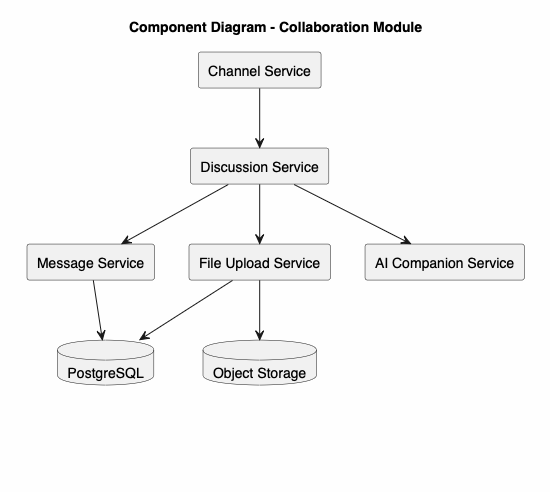 Component Diagram - Collaboration Module
Channel Service
Discussion Service
Message Service
File Upload Service
AI Companion Service
PostgreSQL
Object Storage